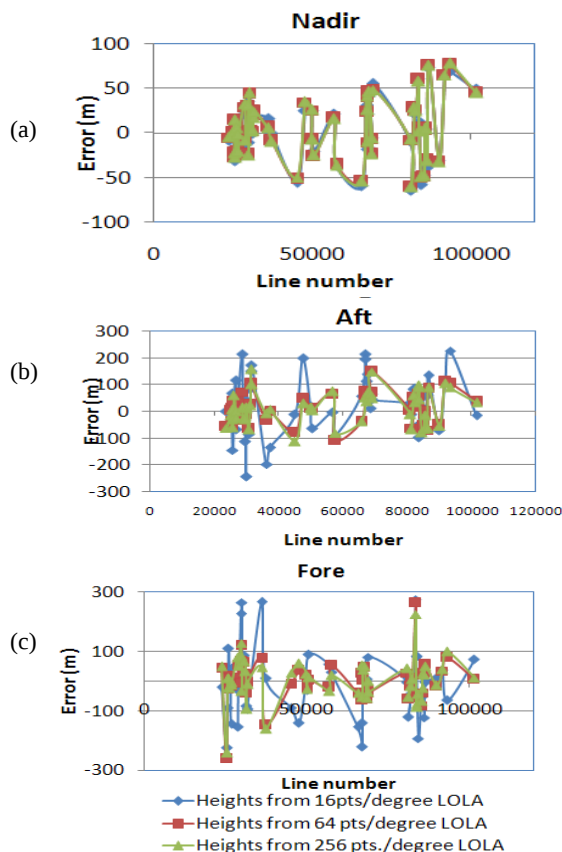 Nadir
(a)
Error (m)
100
50
0
-50
-100
0
50000
100000
Line number
Aft
(b)
Error (m)
300
200
100
0
-100
-200
-300
0
20000
40000
60000
80000
100000
120000
Line number
Fore
(c)
Error (m)
300
100
-100
-300
0
50000
100000
Line number
Heights from 16pts/degree LOLA
Heights from 64 pts/degree LOLA
Heights from 256 pts./degree LOLA